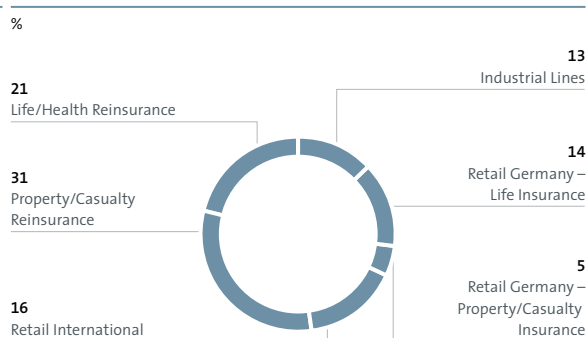 %
13
Industrial Lines
21
Life/Health Reinsurance
14
Retail Germany –
Life Insurance
31
Property/Casualty
Reinsurance
5
Retail Germany –
Property/Casualty
Insurance
16
Retail International